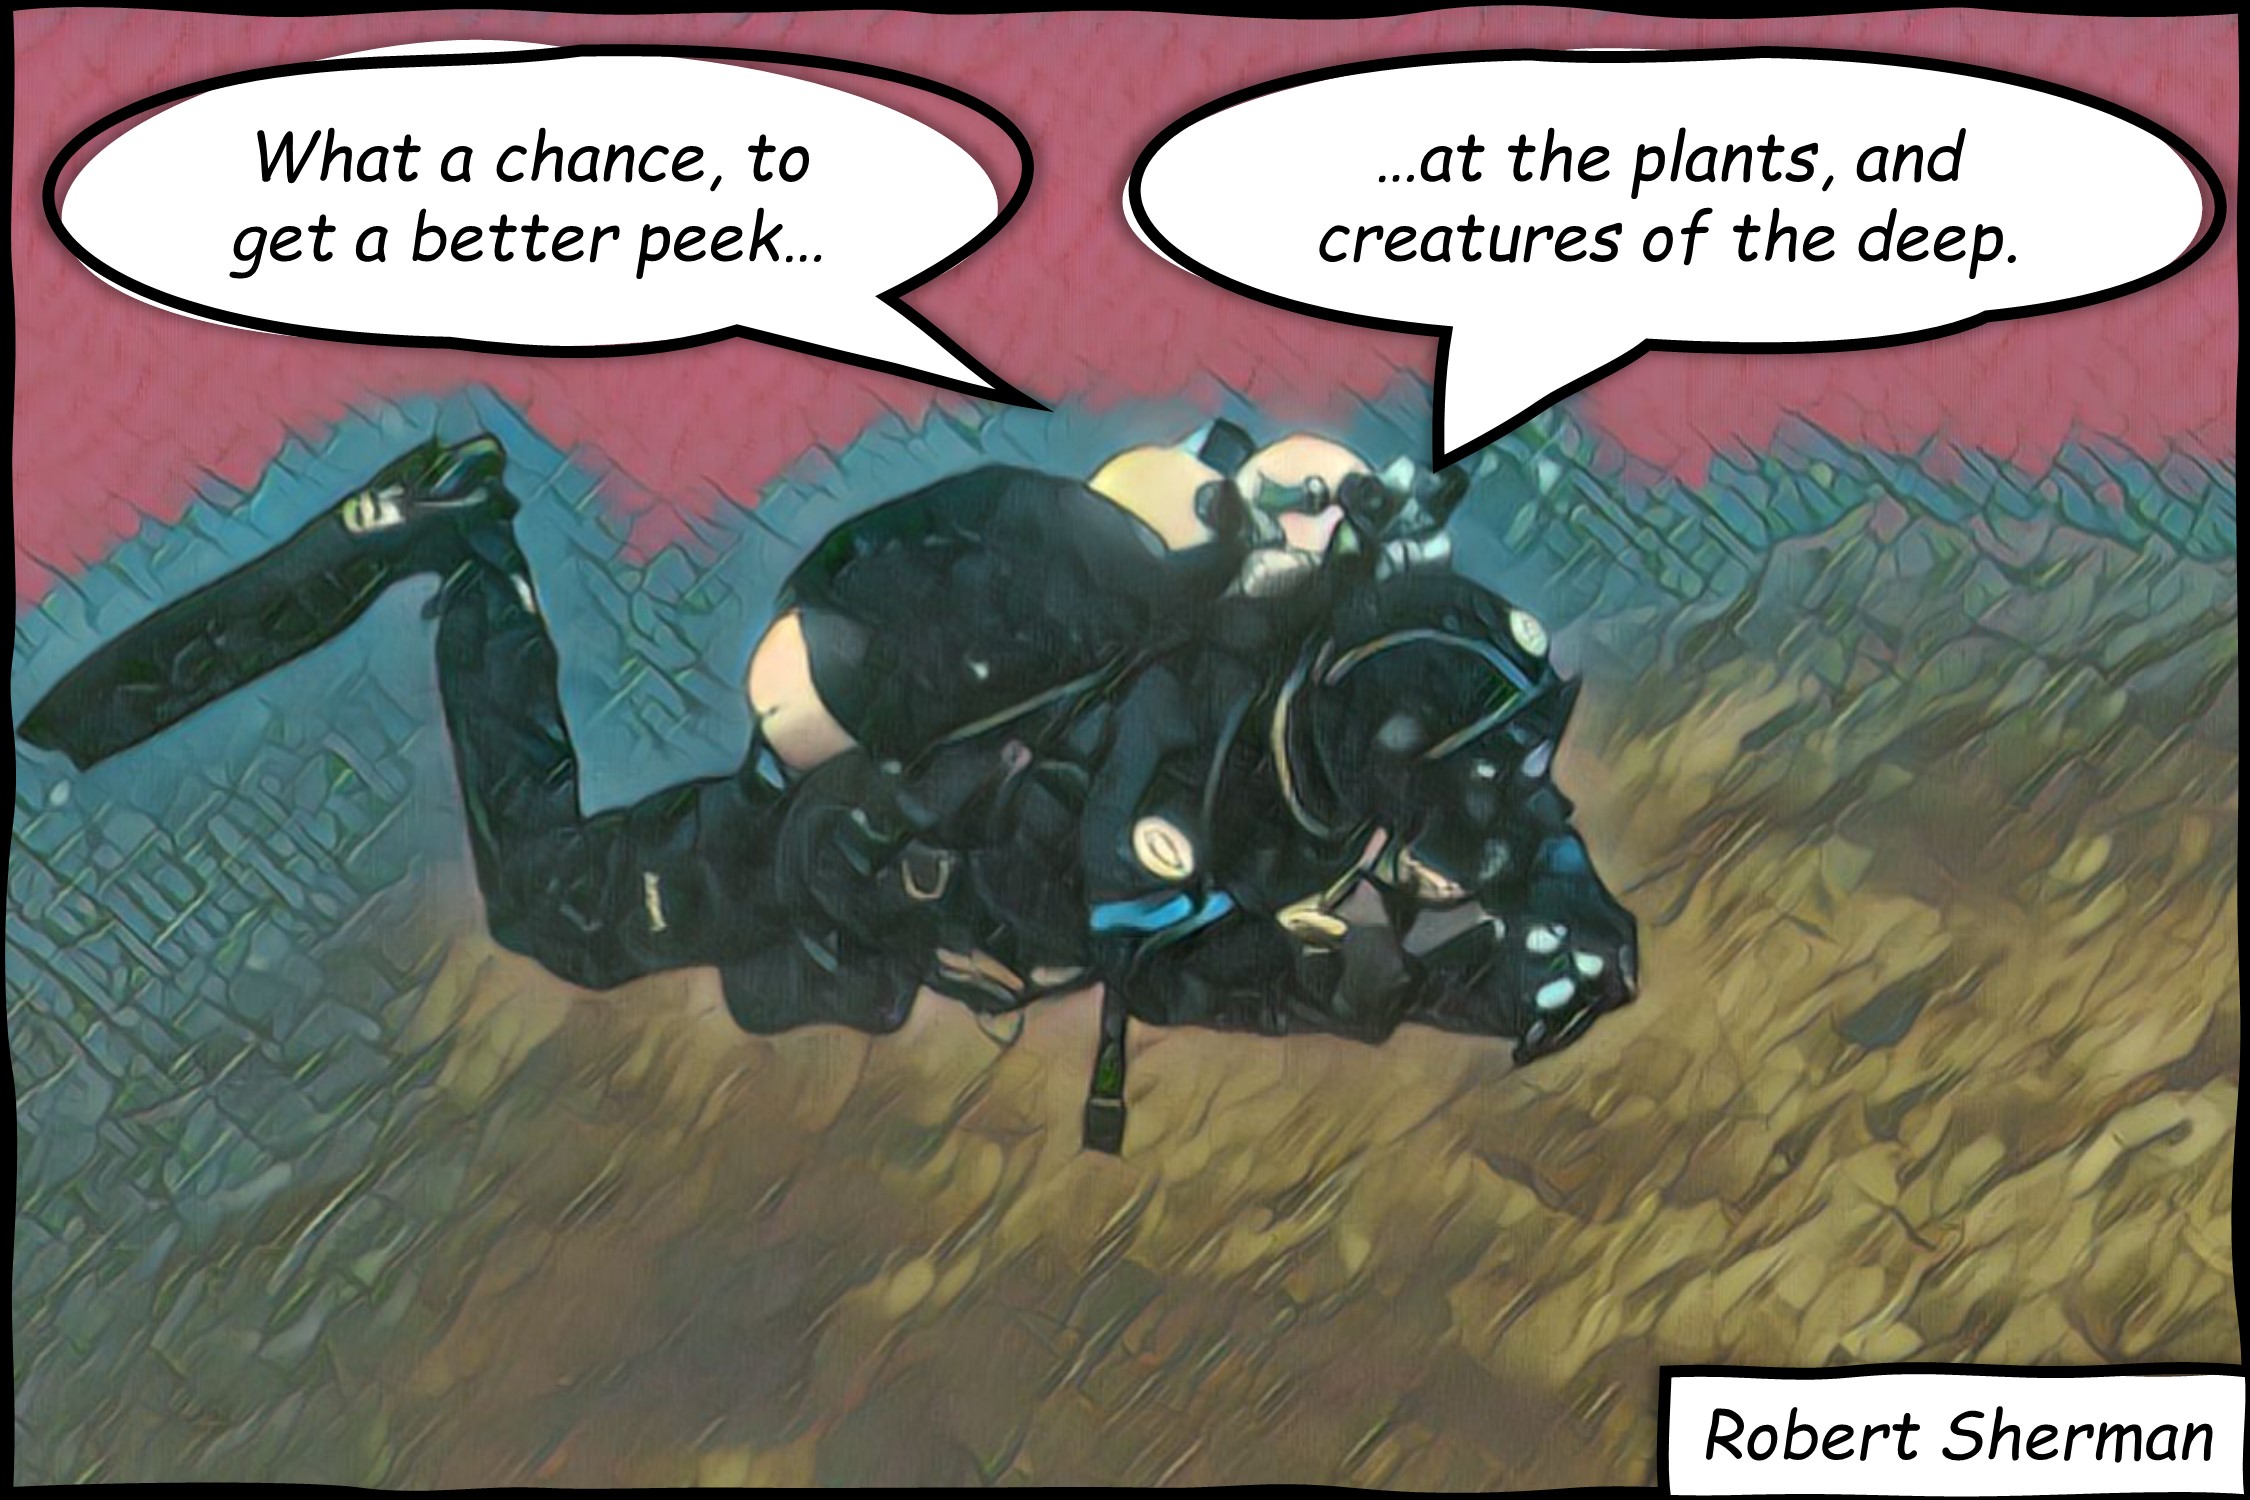 What a chance, to
get a better peek...
...at the plants, and
creatures of the deep.
Robert Sherman